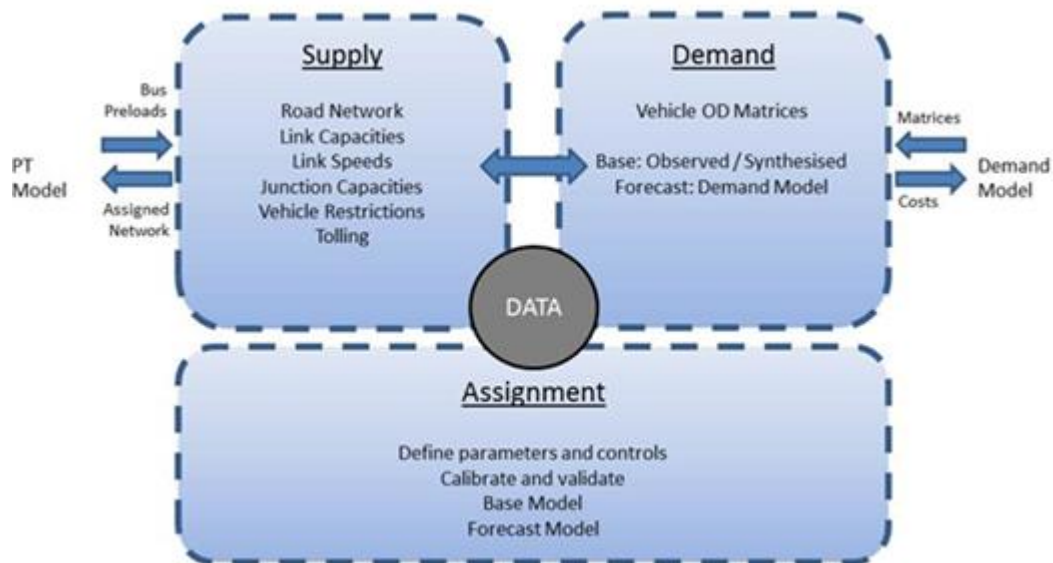 Supply
Road Network
Link Capacities
Link Speeds
Junction Capacities
Vehicle Restrictions
Tolling
Demand
Vehicle OD Matrices
Base: Observed / Synthesised
Forecast: Demand Model
Bus
Preloads
PT
Model
Assigned
Network
Matrices
Demand
Model
Costs
DATA
Assignment
Define parameters and controls
Calibrate and validate
Base Model
Forecast Model